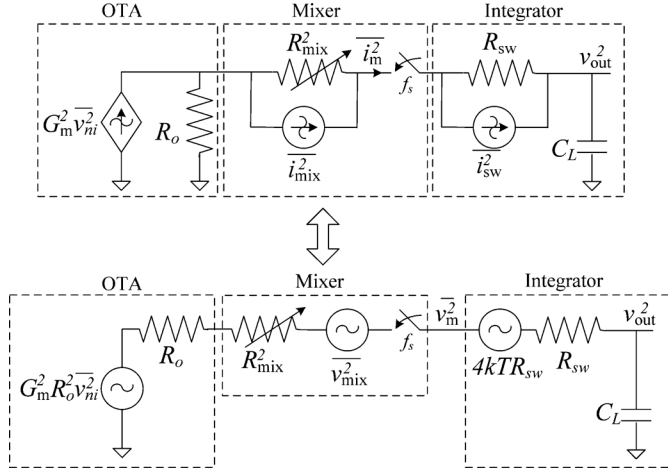 OTA Mixer Integrator
R²mix i²m fs Rsw v²out
G²m v²ni Ro i²mix i²sw CL
OTA Mixer Integrator
Ro R²mix v²mix fs v²m 4kTRsw Rsw v²out
G²m R²o v²ni CL